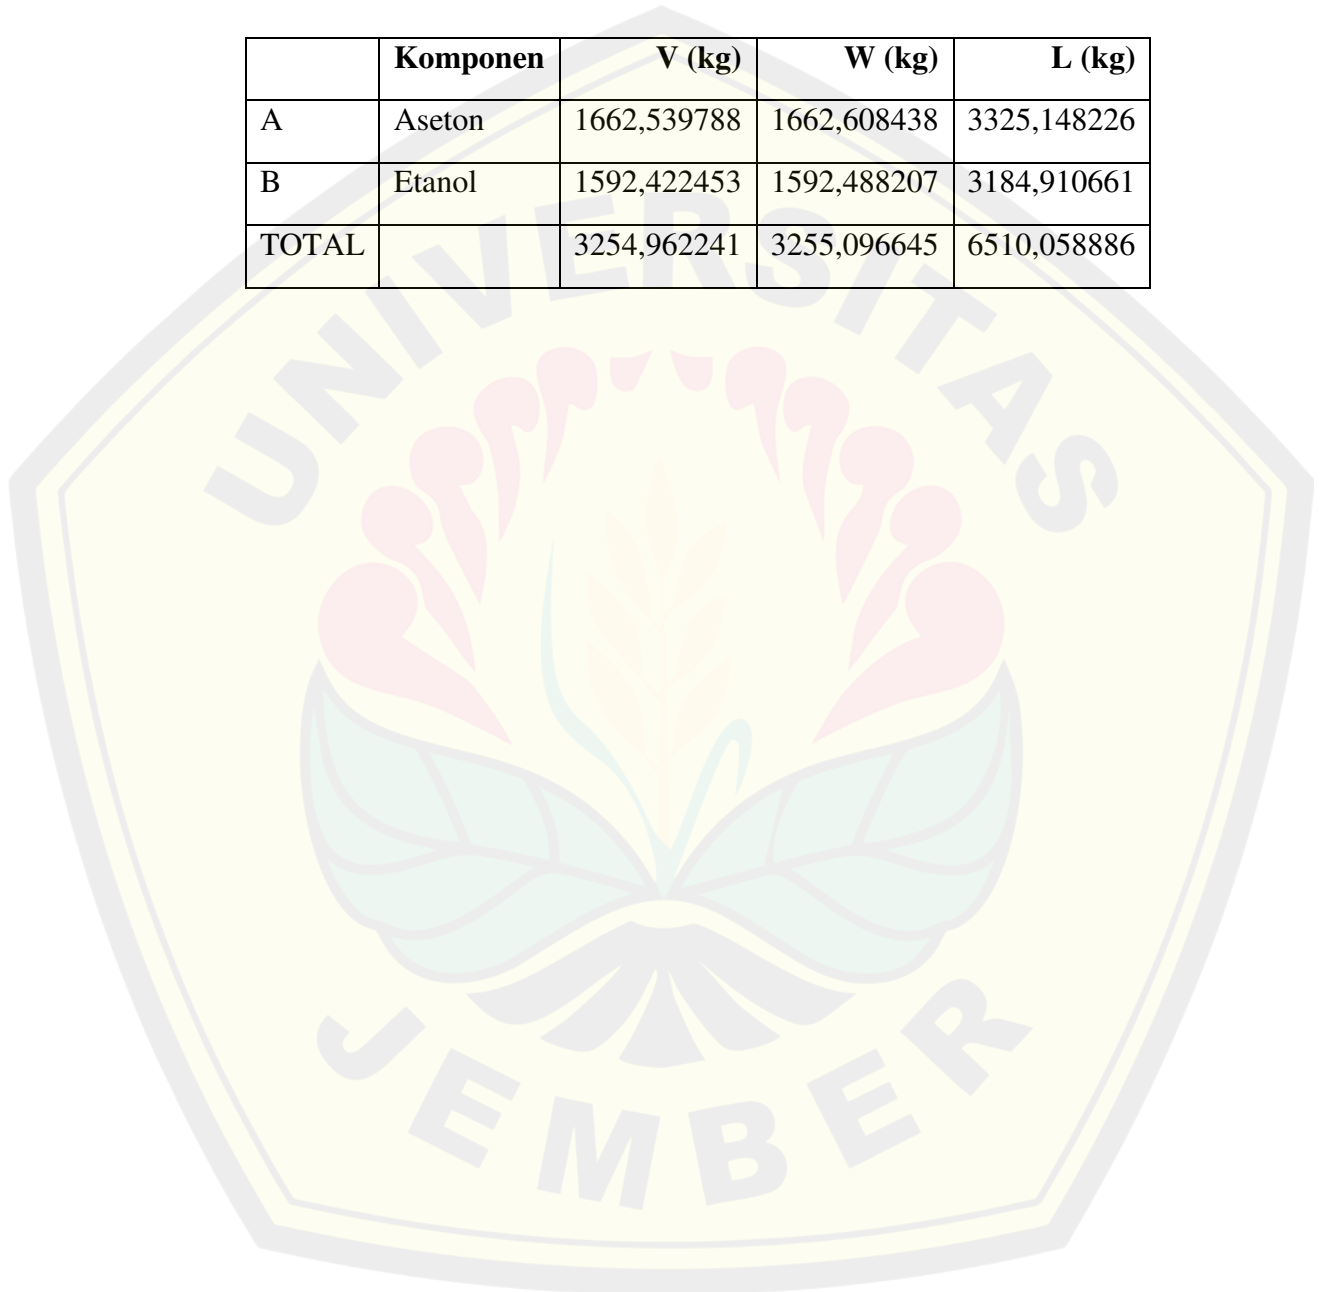 Komponen V (kg) W (kg) L (kg)
A Aseton 1662,539788 1662,608438 3325,148226
B Etanol 1592,422453 1592,488207 3184,910661
TOTAL 3254,962241 3255,096645 6510,058886
UNIVERSITAS
JEMBER